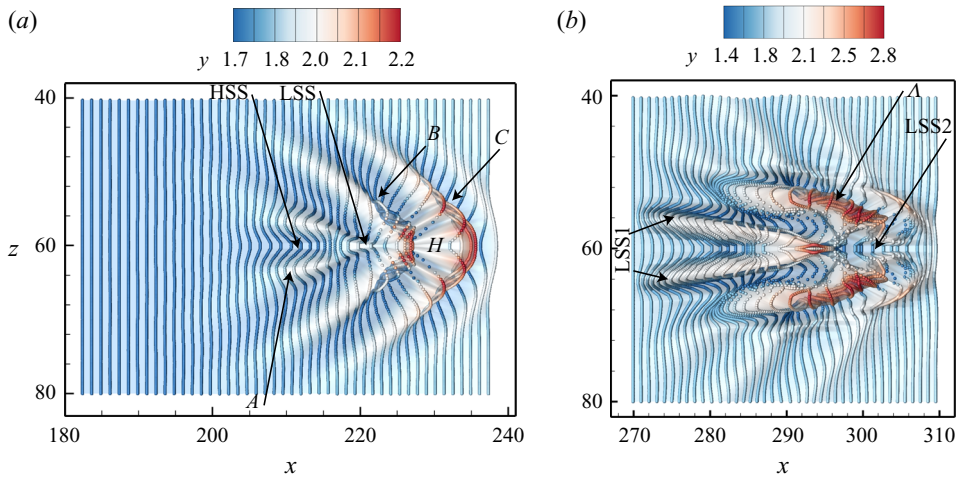 (a)
y 1.7 1.8 2.0 2.1 2.2
HSS LSS
B
C
H
A
40
z 60
80
180 200 220 240
x
(b)
y 1.4 1.8 2.1 2.5 2.8
Λ
LSS2
LSS1
40
60
80
270 280 290 300 312
x